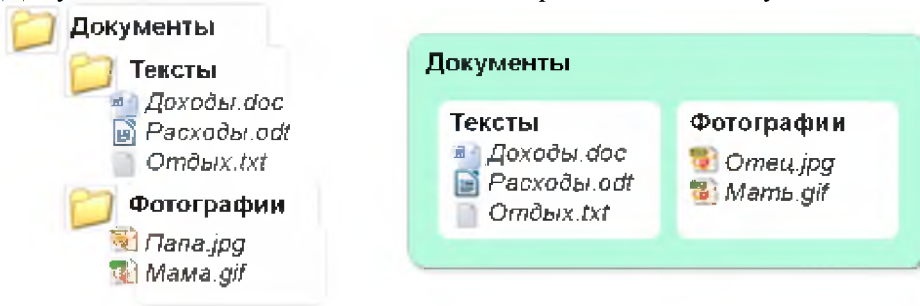 Документы
Тексты
Доходы.doc
Расходы.odt
Отдых.txt
Фотографии
Папа.jpg
Мама.gif
Документы
Тексты
Доходы.doc
Расходы.odt
Отдых.txt
Фотографии
Отец.jpg
Мать.gif